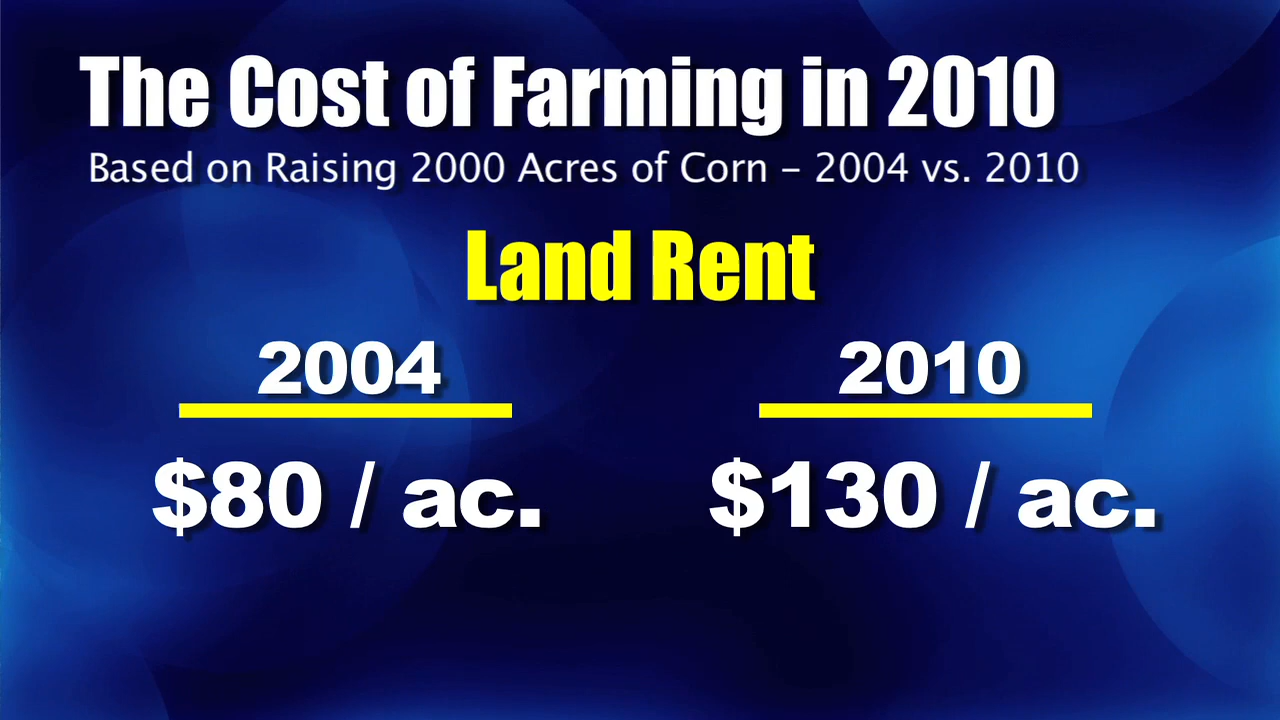 The Cost of Farming in 2010
Based on Raising 2000 Acres of Corn – 2004 vs. 2010
Land Rent
2004
2010
$80 / ac.
$130 / ac.